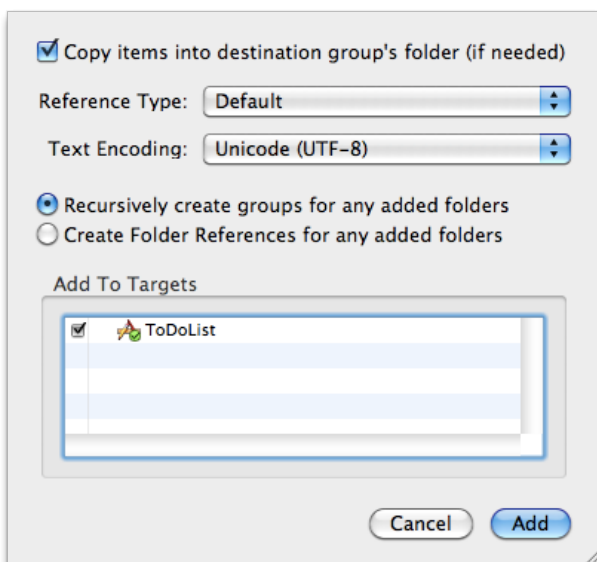 Copy items into destination group's folder (if needed)
Reference Type: Default
Text Encoding: Unicode (UTF-8)
Recursively create groups for any added folders
Create Folder References for any added folders
Add To Targets
ToDoList
Cancel Add